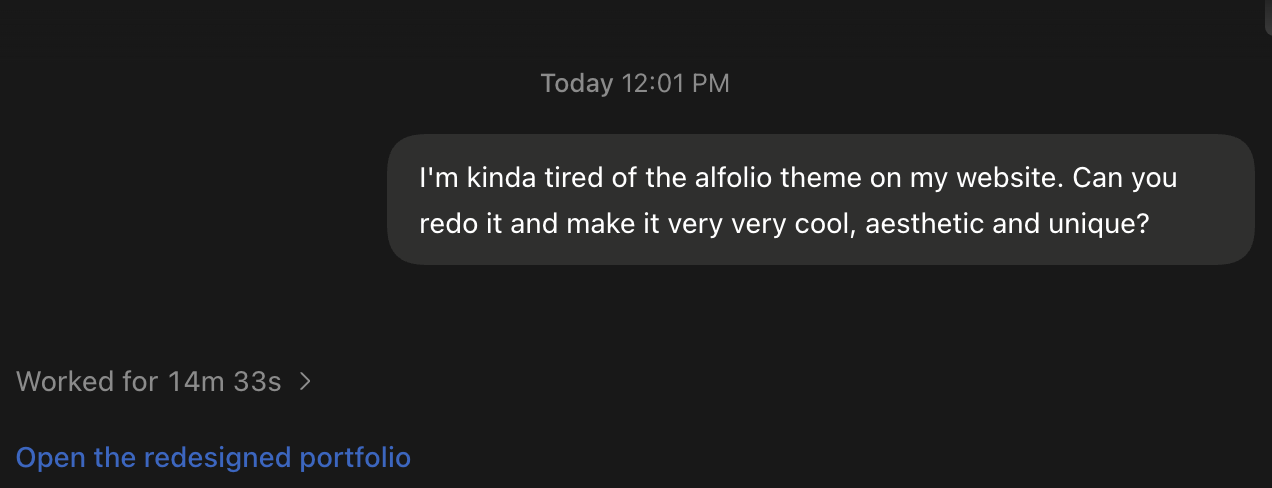 Today 12:01 PM
I'm kinda tired of the alfolio theme on my website. Can you
redo it and make it very very cool, aesthetic and unique?
Worked for 14m 33s >
Open the redesigned portfolio